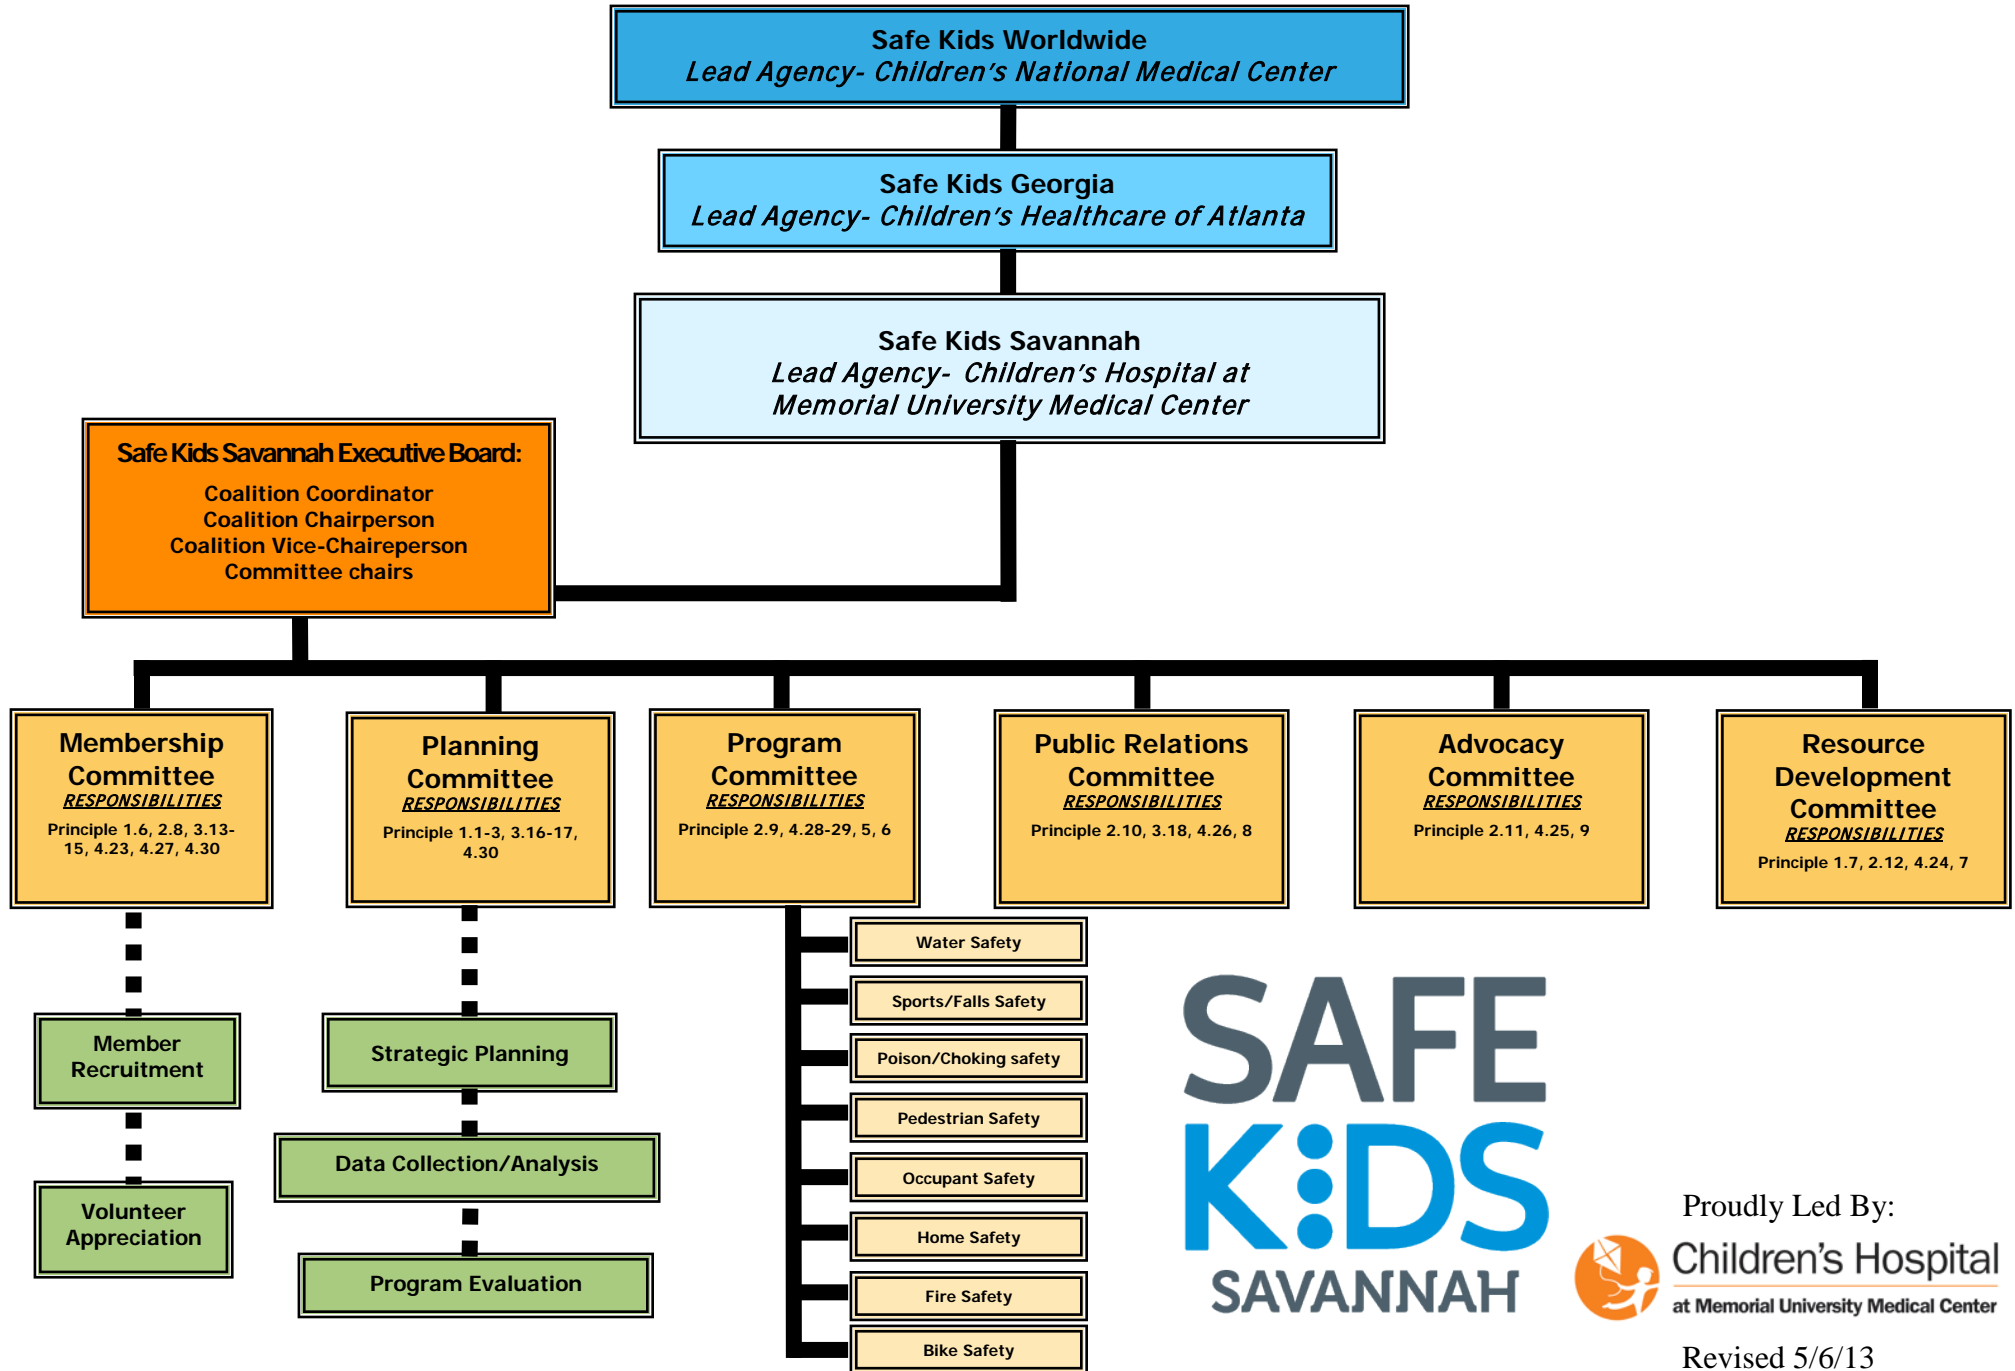 Safe Kids Worldwide
Lead Agency- Children's National Medical Center
Safe Kids Georgia
Lead Agency- Children's Healthcare of Atlanta
Safe Kids Savannah
Lead Agency- Children's Hospital at
Memorial University Medical Center
Safe Kids Savannah Executive Board:
Coalition Coordinator
Coalition Chairperson
Coalition Vice-Chaireperson
Committee chairs
Membership
Committee
RESPONSIBILITIES
Principle 1.6, 2.8, 3.13-
15, 4.23, 4.27, 4.30
Planning
Committee
RESPONSIBILITIES
Principle 1.1-3, 3.16-17,
4.30
Program
Committee
RESPONSIBILITIES
Principle 2.9, 4.28-29, 5, 6
Public Relations
Committee
RESPONSIBILITIES
Principle 2.10, 3.18, 4.26, 8
Advocacy
Committee
RESPONSIBILITIES
Principle 2.11, 4.25, 9
Resource
Development
Committee
RESPONSIBILITIES
Principle 1.7, 2.12, 4.24, 7
Member
Recruitment
Volunteer
Appreciation
Strategic Planning
Data Collection/Analysis
Program Evaluation
Water Safety
Sports/Falls Safety
Poison/Choking safety
Pedestrian Safety
Occupant Safety
Home Safety
Fire Safety
Bike Safety
SAFE
KIDS
SAVANNAH
Proudly Led By:
Children's Hospital
at Memorial University Medical Center
Revised 5/6/13